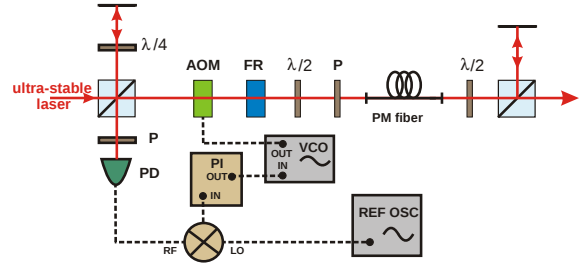 λ/4
AOM
FR
λ/2
P
λ/2
ultra-stable
laser
PM fiber
P
PD
PI
OUT
IN
OUT
IN
VCO
REF OSC
RF
LO